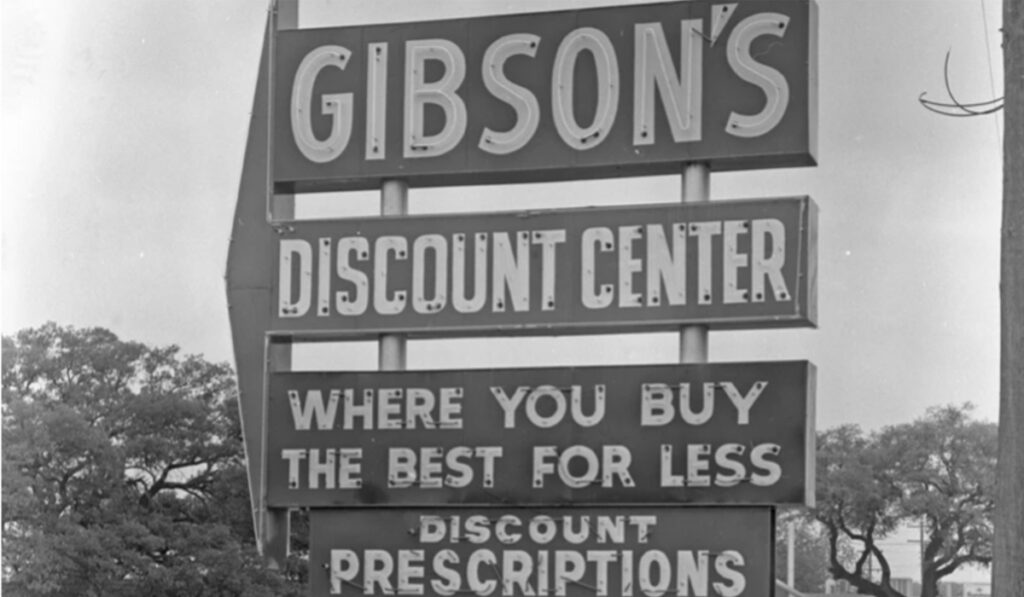 GIBSON'S
DISCOUNT CENTER
WHERE YOU BUY
THE BEST FOR LESS
DISCOUNT
PRESCRIPTIONS